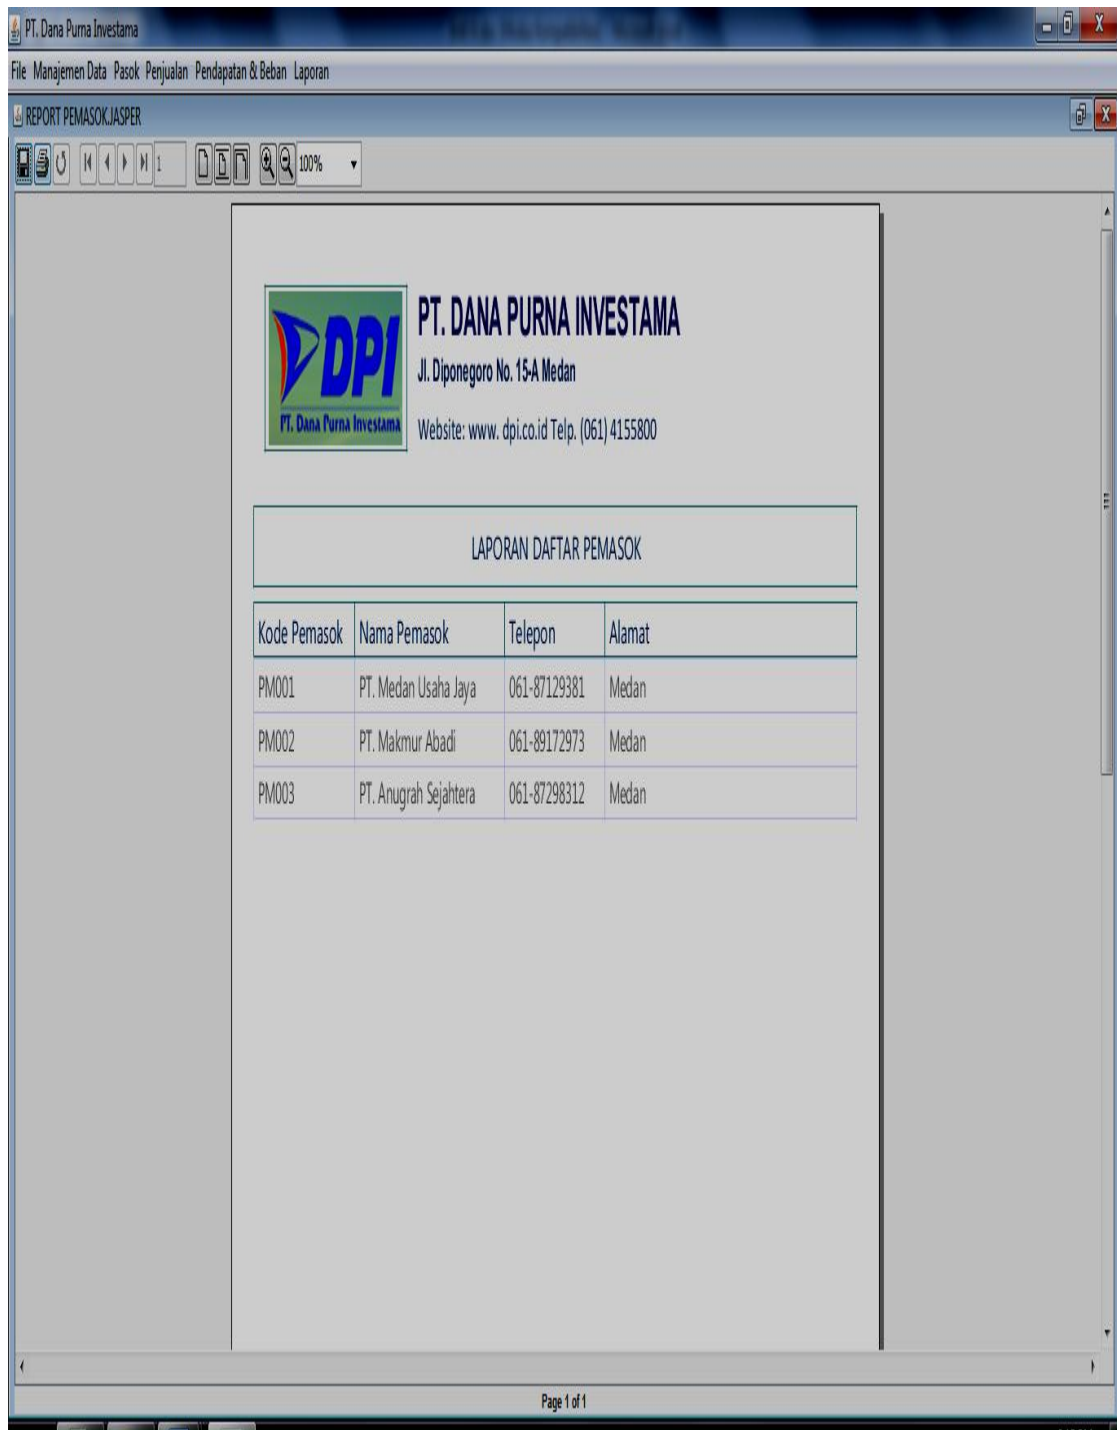 PT. Dana Purna Investama
File Manajemen Data Pasok Penjualan Pendapatan & Beban Laporan
REPORT PEMASOK.JASPER
1 100%
DPI
PT. Dana Purna Investama
PT. DANA PURNA INVESTAMA
Jl. Diponegoro No. 15-A Medan
Website: www. dpi.co.id Telp. (061) 4155800
LAPORAN DAFTAR PEMASOK
Kode Pemasok Nama Pemasok Telepon Alamat
PM001 PT. Medan Usaha Jaya 061-87129381 Medan
PM002 PT. Makmur Abadi 061-89172973 Medan
PM003 PT. Anugrah Sejahtera 061-87298312 Medan
Page 1 of 1